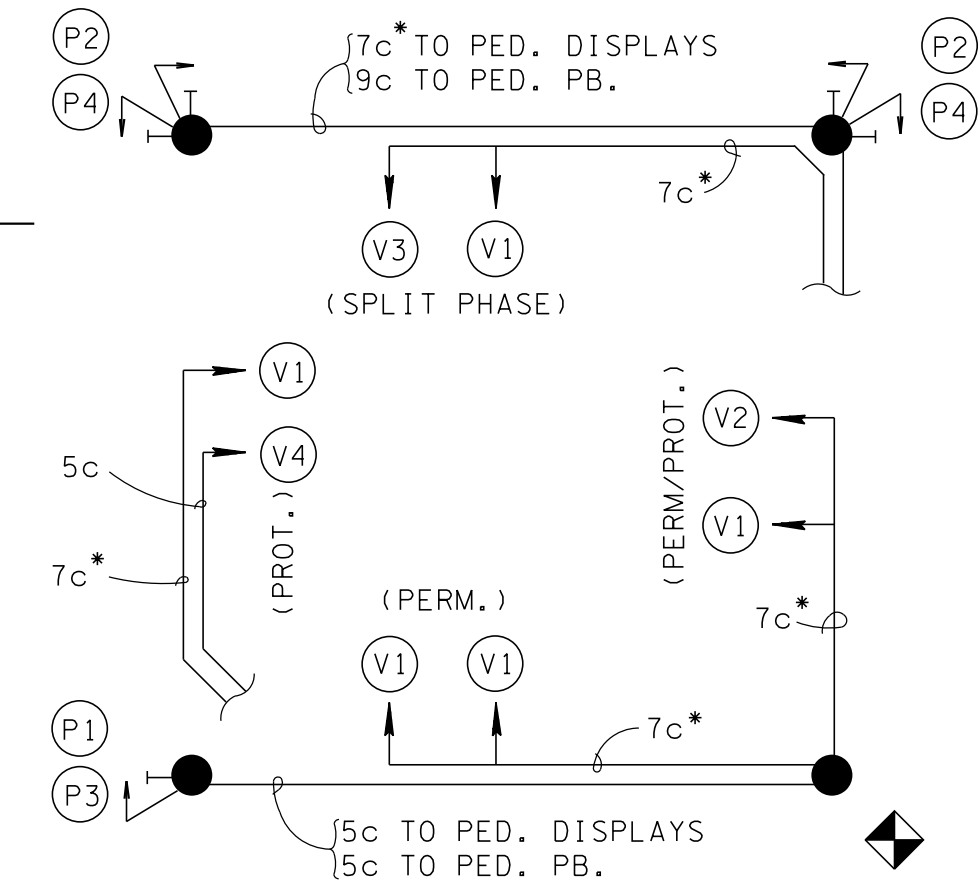 P2
P4
7c* TO PED. DISPLAYS
9c TO PED. PB.
P2
P4
7c*
V3
V1
(SPLIT PHASE)
V1
V4
(PROT.)
5c
7c*
(PERM/PROT.)
V2
V1
7c*
(PERM.)
V1
V1
7c*
P1
P3
5c TO PED. DISPLAYS
5c TO PED. PB.